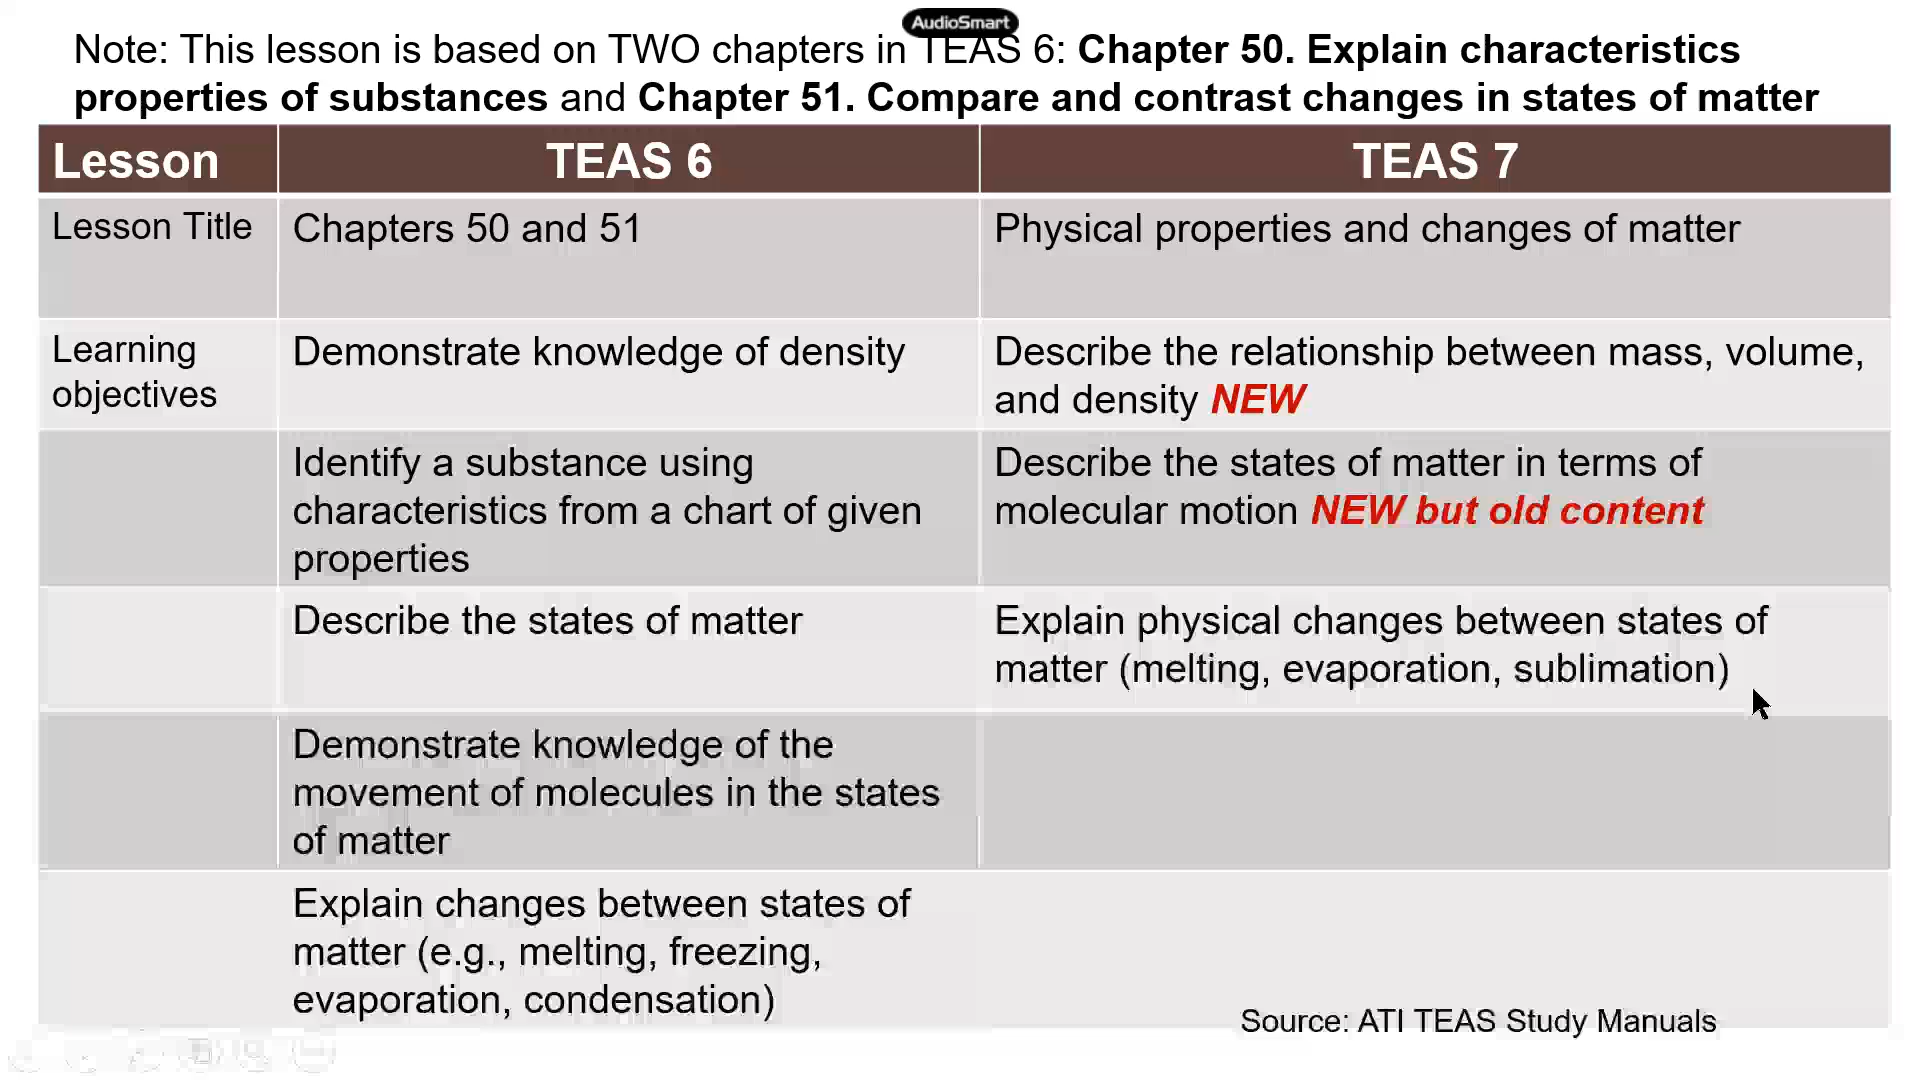 AudioSmart
Note: This lesson is based on TWO chapters in TEAS 6: Chapter 50. Explain characteristics
properties of substances and Chapter 51. Compare and contrast changes in states of matter
Lesson TEAS 6 TEAS 7
Lesson Title Chapters 50 and 51 Physical properties and changes of matter
Learning objectives
Demonstrate knowledge of density
Describe the relationship between mass, volume,
and density NEW
Identify a substance using
characteristics from a chart of given
properties
Describe the states of matter in terms of
molecular motion NEW but old content
Describe the states of matter
Explain physical changes between states of
matter (melting, evaporation, sublimation)
Demonstrate knowledge of the
movement of molecules in the states
of matter
Explain changes between states of
matter (e.g., melting, freezing,
evaporation, condensation)
Source: ATI TEAS Study Manuals